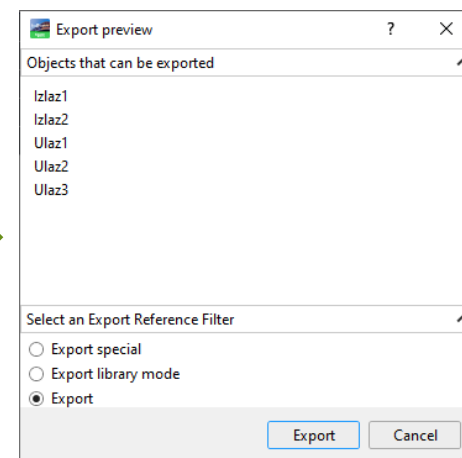 Export preview
Objects that can be exported
Izlaz1
Izlaz2
Ulaz1
Ulaz2
Ulaz3
Select an Export Reference Filter
Export special
Export library mode
Export
Export Cancel